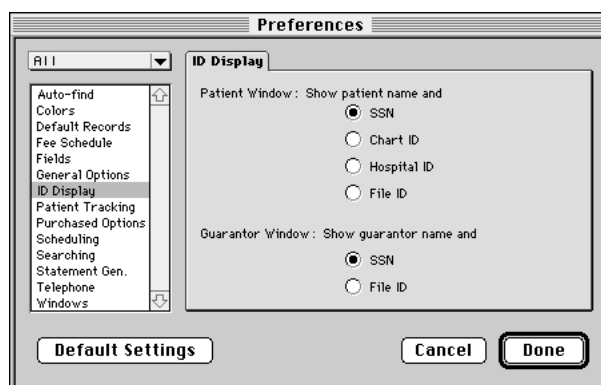 Preferences
All
ID Display
Auto-find
Colors
Default Records
Fee Schedule
Fields
General Options
ID Display
Patient Tracking
Purchased Options
Scheduling
Searching
Statement Gen.
Telephone
Windows
Patient Window: Show patient name and
SSN
Chart ID
Hospital ID
File ID
Guarantor Window: Show guarantor name and
SSN
File ID
Default Settings
Cancel
Done